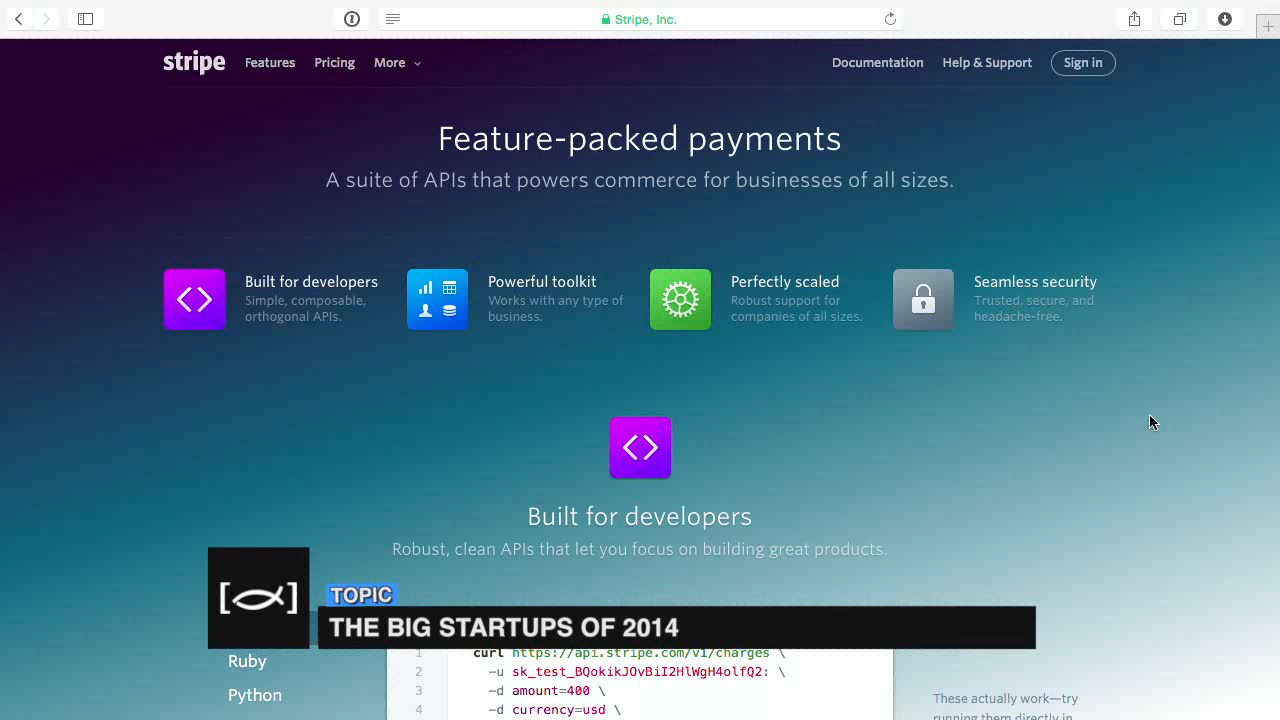 Stripe, Inc.
stripe Features Pricing More Documentation Help & Support Sign in
Feature-packed payments
A suite of APIs that powers commerce for businesses of all sizes.
Built for developers
Simple, composable,
orthogonal APIs.
Powerful toolkit
Works with any type of
business.
Perfectly scaled
Robust support for
companies of all sizes.
Seamless security
Trusted, secure, and
headache-free.
Built for developers
Robust, clean APIs that let you focus on building great products.
TOPIC
THE BIG STARTUPS OF 2014
Ruby
Python
1 curl https://api.stripe.com/v1/charges \
2 -u sk_test_BQokikJOvBiI2HlWgH4olfQ2: \
3 -d amount=400 \
4 -d currency=usd \
These actually work—try
running them directly in